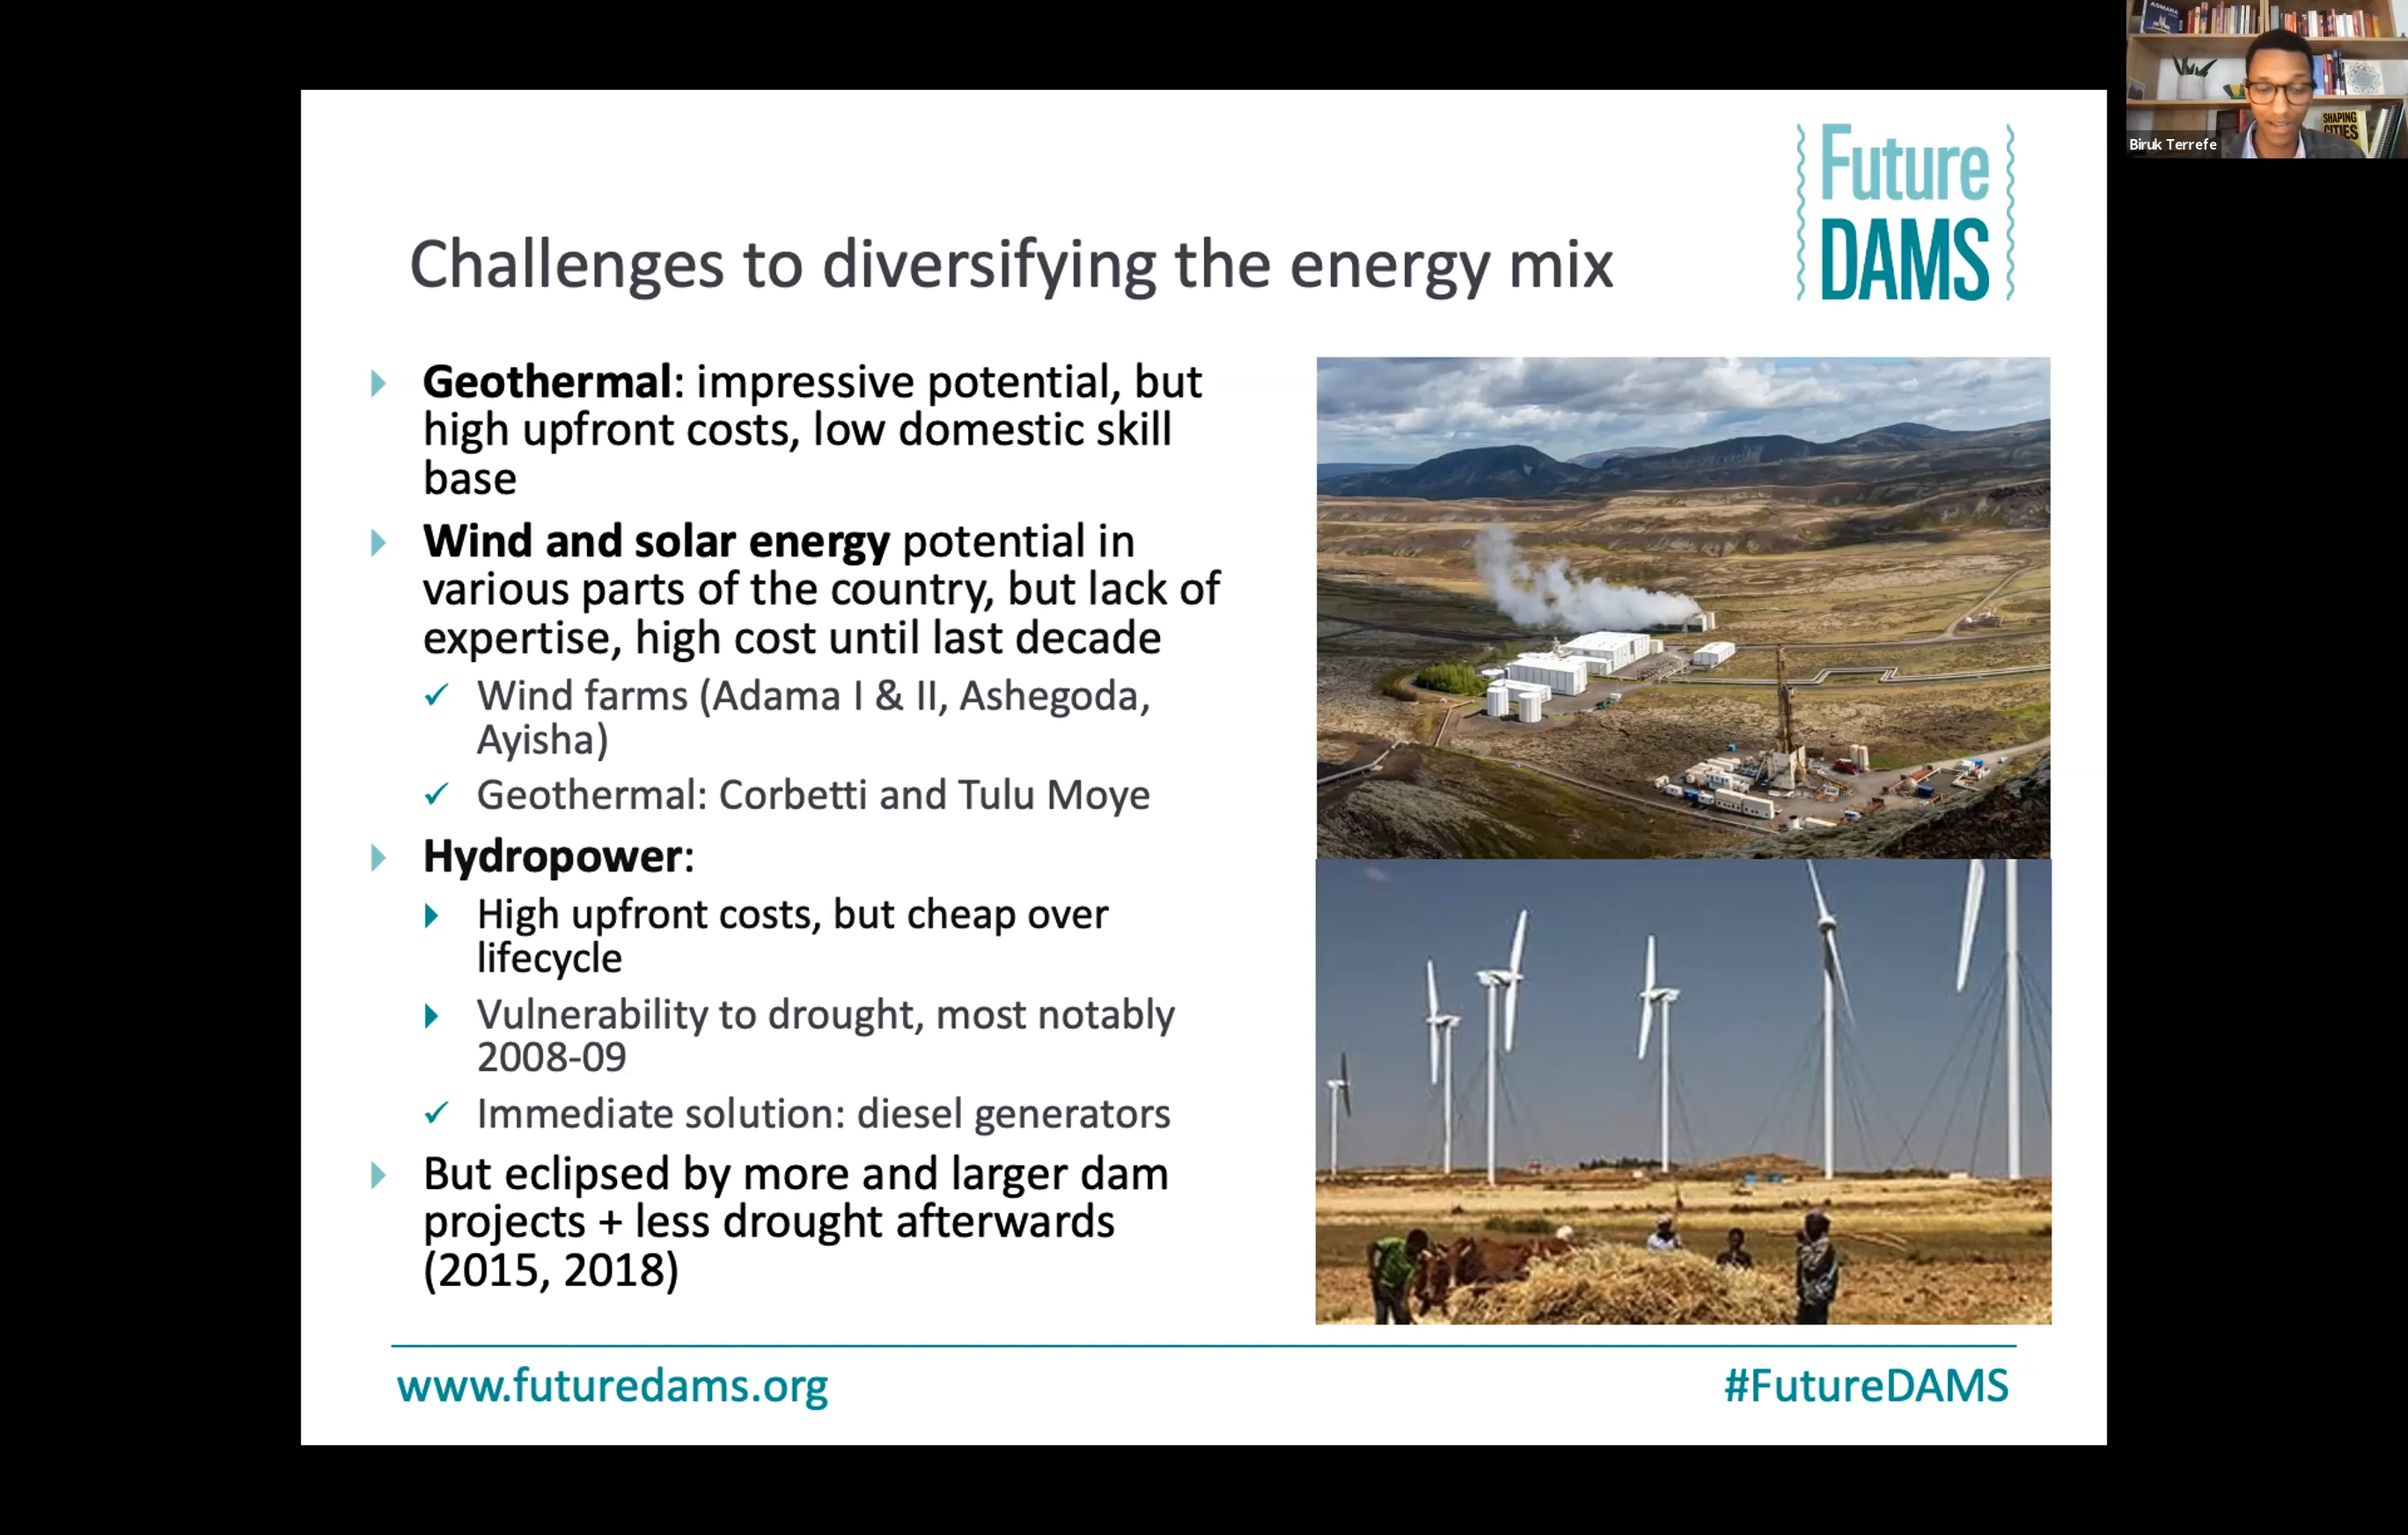 ASMARA
SHAPING
CITIES
Biruk Terrefe
Future
DAMS
Challenges to diversifying the energy mix
Geothermal: impressive potential, but
high upfront costs, low domestic skill
base
Wind and solar energy potential in
various parts of the country, but lack of
expertise, high cost until last decade
✓ Wind farms (Adama I & II, Ashegoda,
Ayisha)
✓ Geothermal: Corbetti and Tulu Moye
Hydropower:
High upfront costs, but cheap over
lifecycle
Vulnerability to drought, most notably
2008-09
✓ Immediate solution: diesel generators
But eclipsed by more and larger dam
projects + less drought afterwards
(2015, 2018)
www.futuredams.org
#FutureDAMS